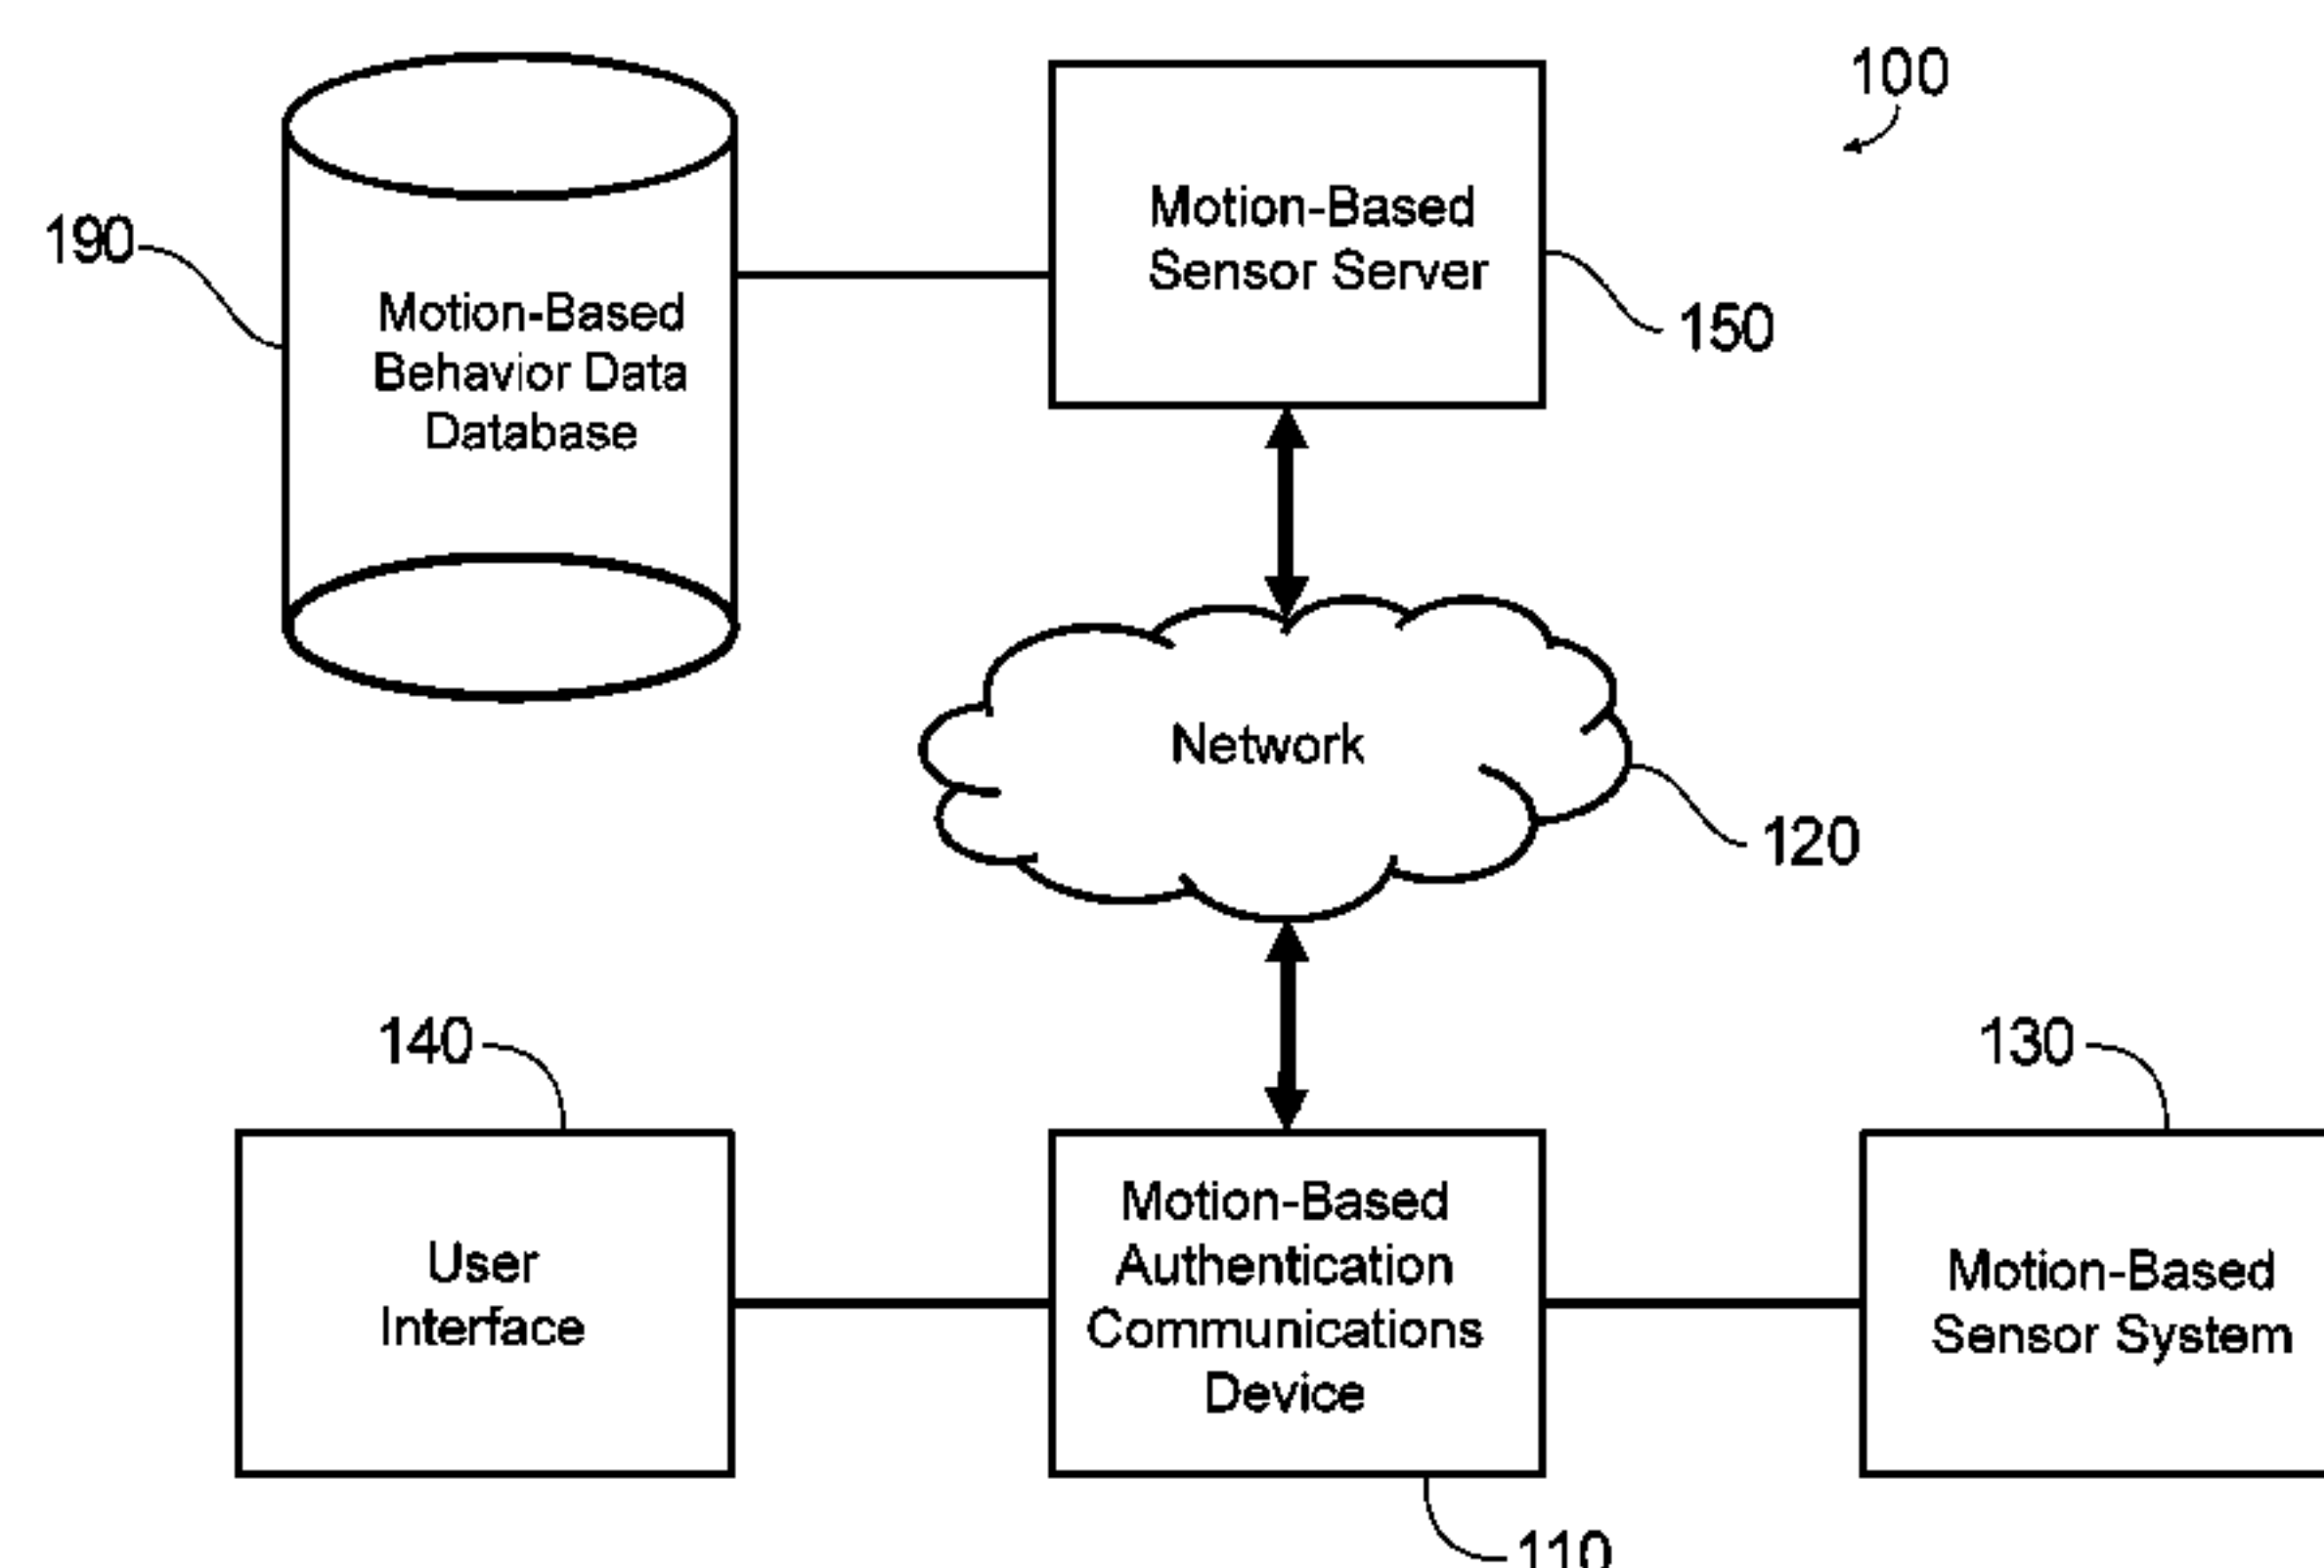 100
190
Motion-Based
Behavior Data
Database
Motion-Based
Sensor Server
150
Network
120
140
130
User
Interface
Motion-Based
Authentication
Communications
Device
Motion-Based
Sensor System
110